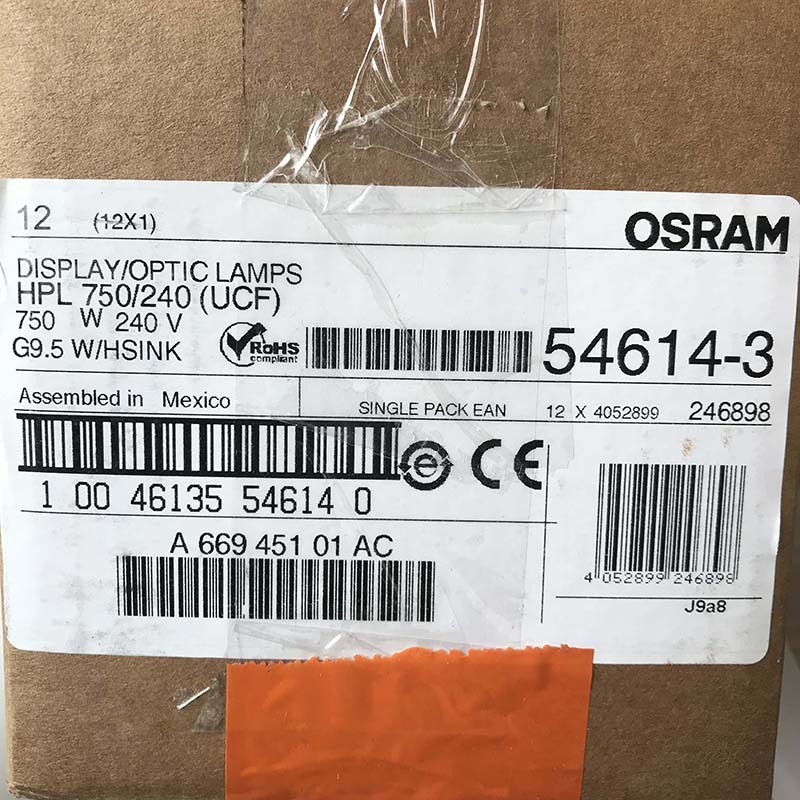 12 (12X1)
OSRAM
DISPLAY/OPTIC LAMPS
HPL 750/240 (UCF)
750 W 240 V
G9.5 W/HSINK
RoHS
compliant
54614-3
Assembled in Mexico
SINGLE PACK EAN 12 X 4052899 246898
e CE
1 00 46135 54614 0
A 669 451 01 AC
4 052899 246898
J9a8